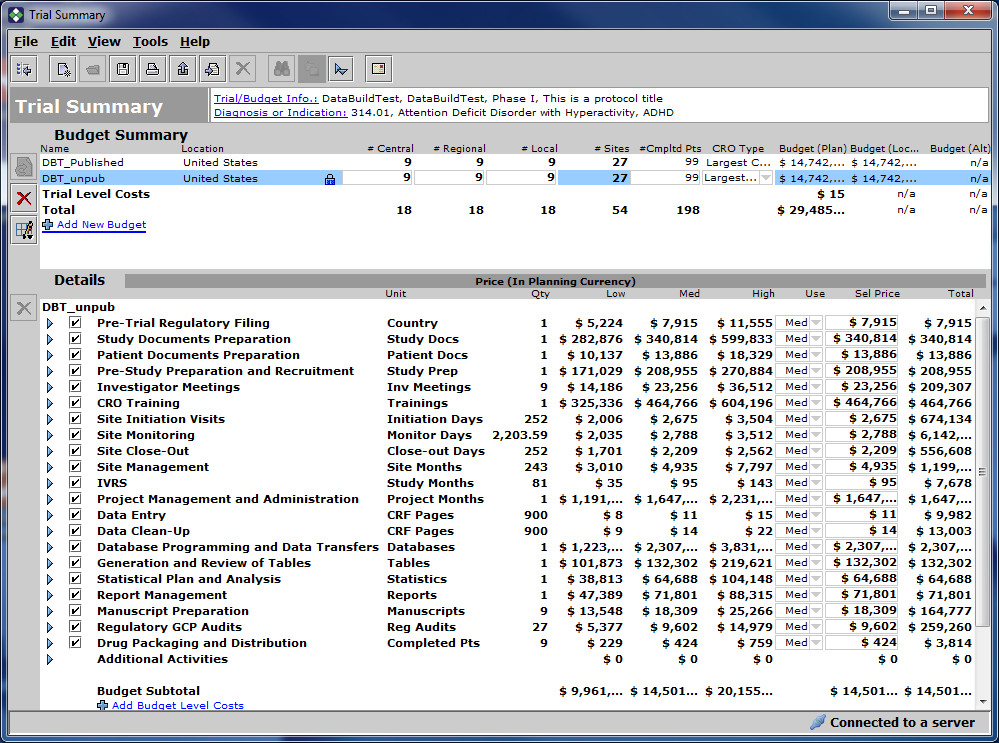 Trial Summary
File Edit View Tools Help
Trial Summary
Trial/Budget Info.: DataBuildTest, DataBuildTest, Phase I, This is a protocol title
Diagnosis or Indication: 314.01, Attention Deficit Disorder with Hyperactivity, ADHD
Budget Summary
Name Location # Central # Regional # Local # Sites #Cmpltd Pts CRO Type Budget (Plan) Budget (Loc... Budget (Alt)
DBT_Published United States 9 9 9 27 99 Largest C... $ 14,742,... $ 14,742,... n/a
DBT_unpub United States 9 9 9 27 99 Largest... $ 14,742,... $ 14,742,... n/a
Trial Level Costs $ 15 n/a n/a
Total 18 18 18 54 198 $ 29,485... n/a n/a
Add New Budget
Details Price (In Planning Currency)
Unit Qty Low Med High Use Sel Price Total
DBT_unpub
Pre-Trial Regulatory Filing Country 1 $ 5,224 $ 7,915 $ 11,555 Med $ 7,915 $ 7,915
Study Documents Preparation Study Docs 1 $ 282,876 $ 340,814 $ 599,833 Med $ 340,814 $ 340,814
Patient Documents Preparation Patient Docs 1 $ 10,137 $ 13,886 $ 18,329 Med $ 13,886 $ 13,886
Pre-Study Preparation and Recruitment Study Prep 1 $ 171,029 $ 208,955 $ 270,884 Med $ 208,955 $ 208,955
Investigator Meetings Inv Meetings 9 $ 14,186 $ 23,256 $ 36,512 Med $ 23,256 $ 209,307
CRO Training Trainings 1 $ 325,336 $ 464,766 $ 604,196 Med $ 464,766 $ 464,766
Site Initiation Visits Initiation Days 252 $ 2,006 $ 2,675 $ 3,504 Med $ 2,675 $ 674,134
Site Monitoring Monitor Days 2,203.59 $ 2,035 $ 2,788 $ 3,512 Med $ 2,788 $ 6,142,...
Site Close-Out Close-out Days 252 $ 1,701 $ 2,209 $ 2,562 Med $ 2,209 $ 556,608
Site Management Site Months 243 $ 3,010 $ 4,935 $ 7,797 Med $ 4,935 $ 1,199,...
IVRS Study Months 81 $ 35 $ 95 $ 143 Med $ 95 $ 7,678
Project Management and Administration Project Months 1 $ 1,191,... $ 1,647,... $ 2,231,... Med $ 1,647,... $ 1,647,...
Data Entry CRF Pages 900 $ 8 $ 11 $ 15 Med $ 11 $ 9,982
Data Clean-Up CRF Pages 900 $ 9 $ 14 $ 22 Med $ 14 $ 13,003
Database Programming and Data Transfers Databases 1 $ 1,223,... $ 2,307,... $ 3,831,... Med $ 2,307,... $ 2,307,...
Generation and Review of Tables Tables 1 $ 101,873 $ 132,302 $ 219,621 Med $ 132,302 $ 132,302
Statistical Plan and Analysis Statistics 1 $ 38,813 $ 64,688 $ 104,148 Med $ 64,688 $ 64,688
Report Management Reports 1 $ 47,389 $ 71,801 $ 88,315 Med $ 71,801 $ 71,801
Manuscript Preparation Manuscripts 9 $ 13,548 $ 18,309 $ 25,266 Med $ 18,309 $ 164,777
Regulatory GCP Audits Reg Audits 27 $ 5,377 $ 9,602 $ 14,979 Med $ 9,602 $ 259,260
Drug Packaging and Distribution Completed Pts 9 $ 229 $ 424 $ 759 Med $ 424 $ 3,814
Additional Activities $ 0 $ 0 $ 0 $ 0 $ 0
Budget Subtotal $ 9,961,... $ 14,501... $ 20,155... $ 14,501... $ 14,501...
Add Budget Level Costs
Connected to a server